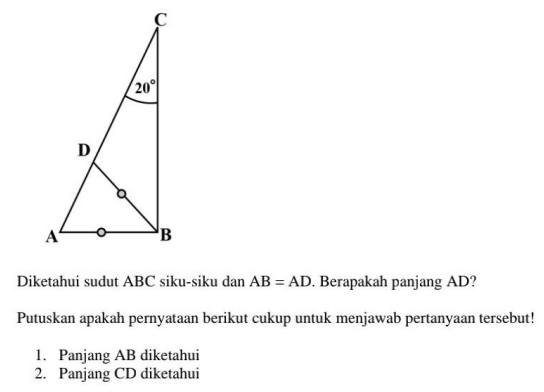 C
20°
D
A
B
Diketahui sudut ABC siku-siku dan AB = AD. Berapakah panjang AD?
Putuskan apakah pernyataan berikut cukup untuk menjawab pertanyaan tersebut!
1. Panjang AB diketahui
2. Panjang CD diketahui